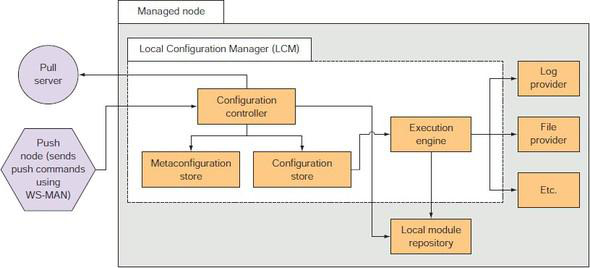 Managed node
Local Configuration Manager (LCM)
Pull
server
Configuration
controller
Log
provider
Push
node (sends
push commands
using
WS-MAN)
Execution
engine
File
provider
Metaconfiguration
store
Configuration
store
Etc.
Local module
repository